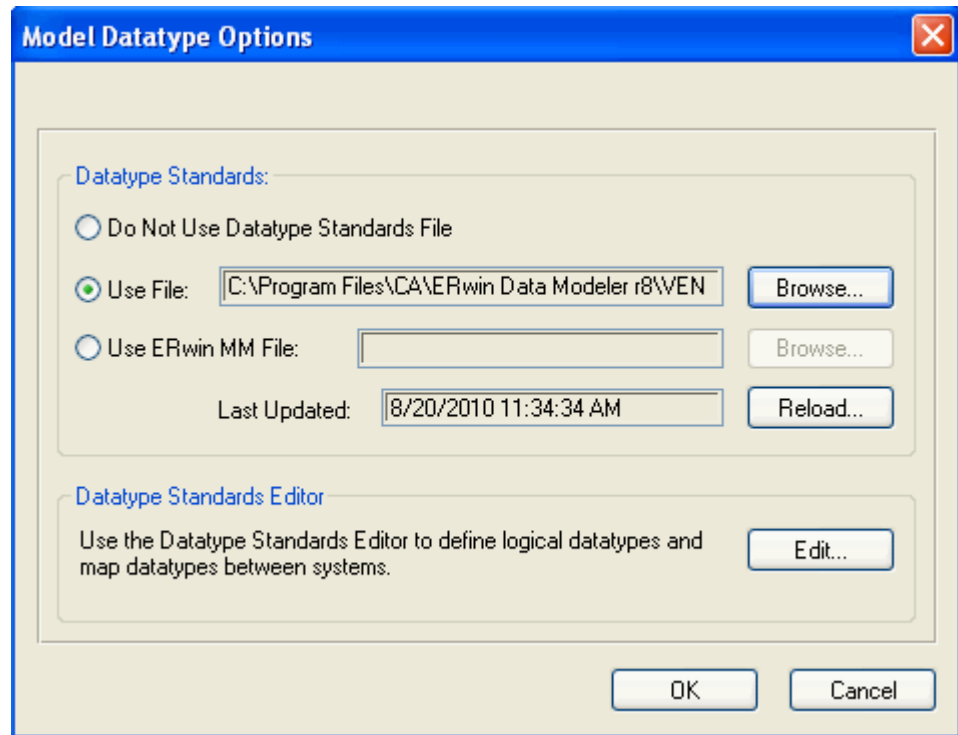 Model Datatype Options
Datatype Standards:
Do Not Use Datatype Standards File
Use File: C:\Program Files\CA\ERwin Data Modeler r8\VEN Browse...
Use ERwin MM File: Browse...
Last Updated: 8/20/2010 11:34:34 AM Reload...
Datatype Standards Editor
Use the Datatype Standards Editor to define logical datatypes and
map datatypes between systems.
Edit...
OK Cancel